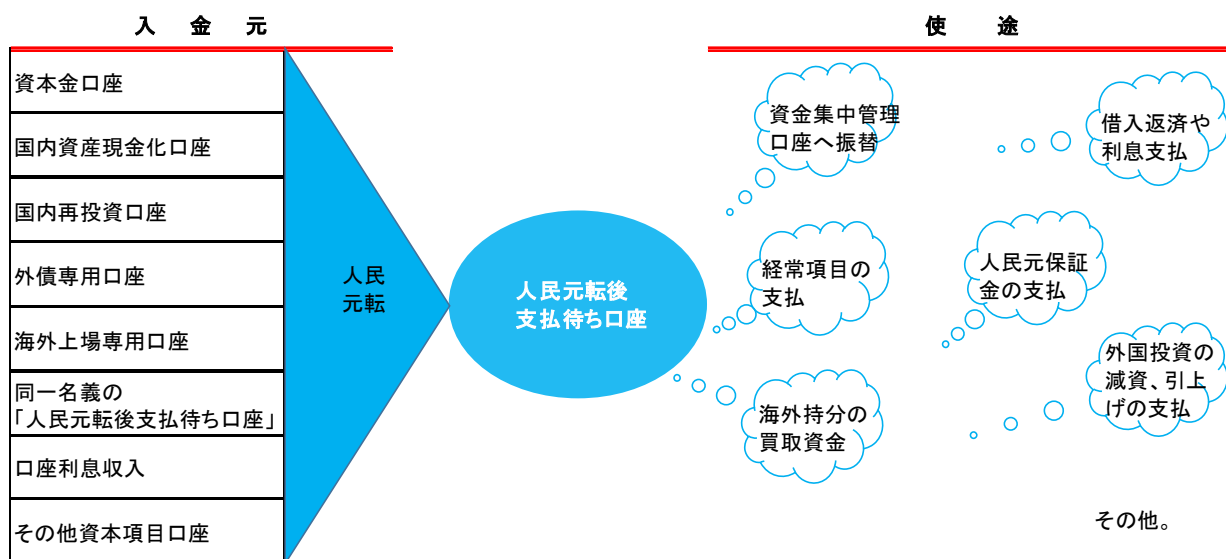 入 金 元
使 途
資本金口座
国内資産現金化口座
国内再投資口座
外債専用口座
海外上場専用口座
同一名義の
「人民元転後支払待ち口座」
口座利息収入
その他資本項目口座
人民
元転
人民元転後
支払待ち口座
資金集中管理
口座へ振替
借入返済や
利息支払
経常項目の
支払
人民元保証
金の支払
外国投資の
減資、引上
げの支払
海外持分の
買取資金
その他。